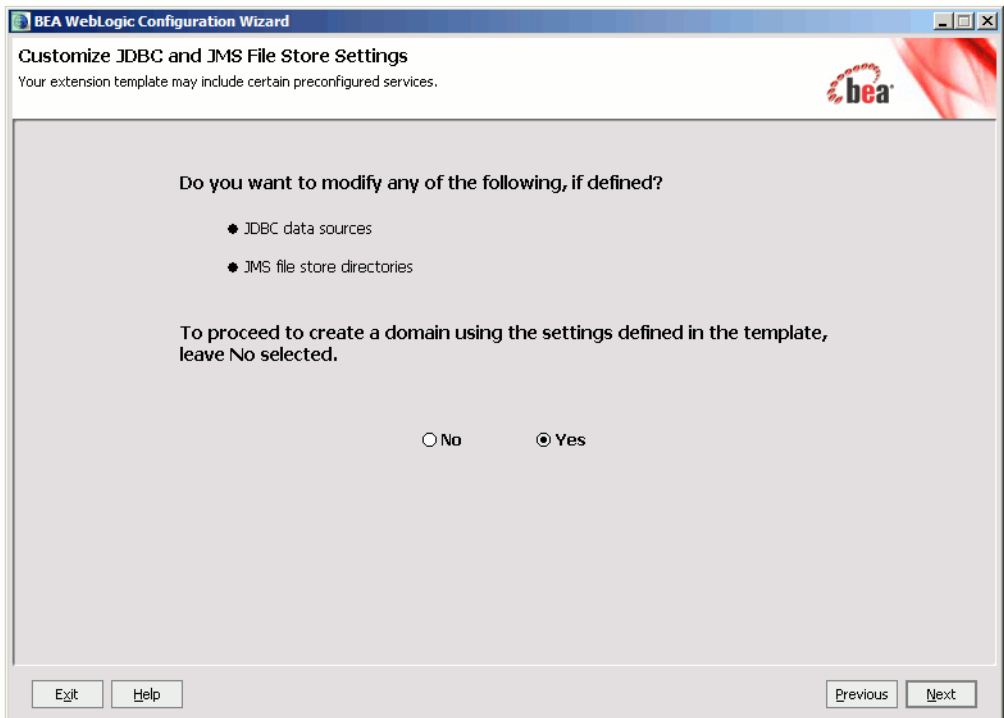 BEA WebLogic Configuration Wizard
Customize JDBC and JMS File Store Settings
Your extension template may include certain preconfigured services.
bea
Do you want to modify any of the following, if defined?
JDBC data sources
JMS file store directories
To proceed to create a domain using the settings defined in the template,
leave No selected.
No Yes
Exit Help Previous Next